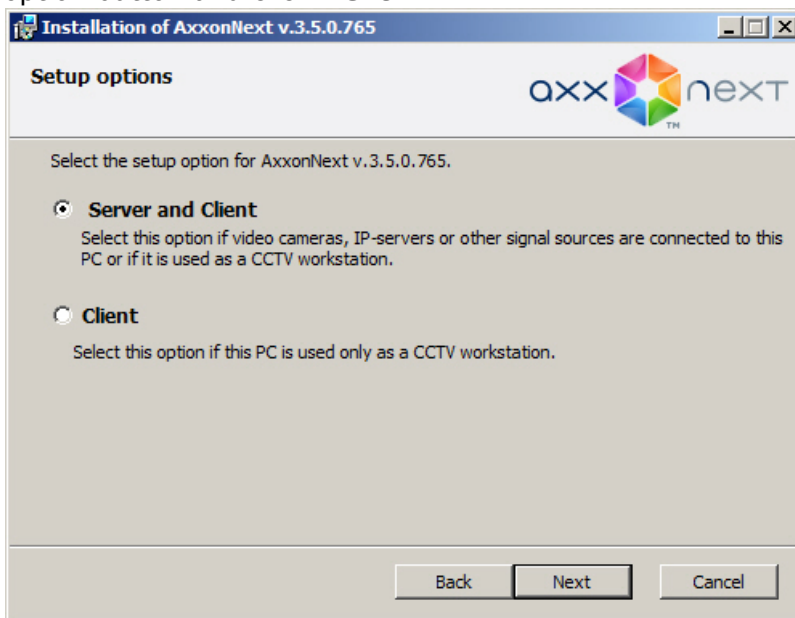 Installation of AxxonNext v.3.5.0.765
Setup options
axx next
TM
Select the setup option for AxxonNext v.3.5.0.765.
Server and Client
Select this option if video cameras, IP-servers or other signal sources are connected to this
PC or if it is used as a CCTV workstation.
Client
Select this option if this PC is used only as a CCTV workstation.
Back Next Cancel